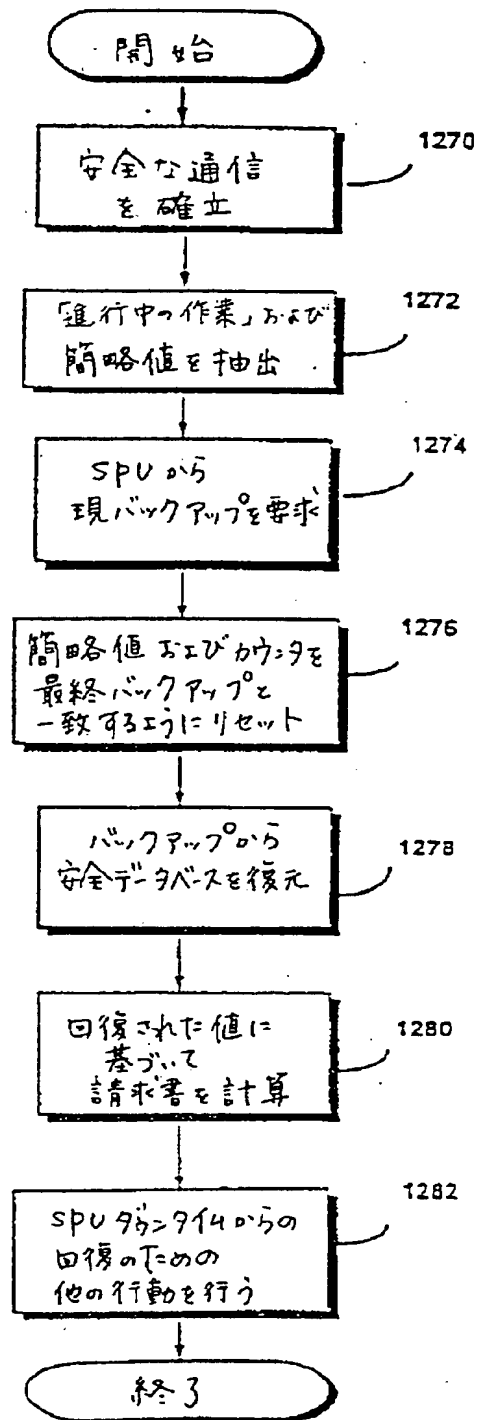 開始
安全な通信
を確立
1270
「進行中の作業」および
簡略値を抽出
1272
SPUから
現バックアップを要求
1274
簡略値およびカウンタを
最終バックアップと
一致するようにリセット
1276
バックアップから
安全データベースを復元
1278
回復された値に
基づいて
請求書を計算
1280
SPUダウンタイムからの
回復のための
他の行動を行う
1282
終了